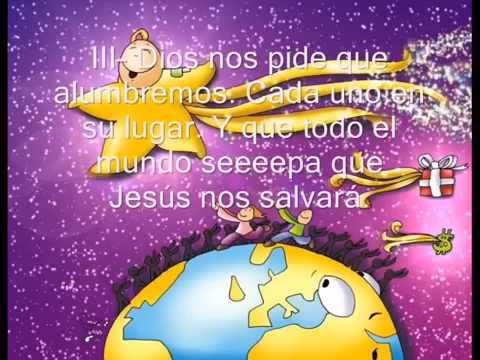 III- Dios nos pide que
alumbremos. Cada uno en
su lugar. Y que todo el
mundo seeeepa que
Jesús nos salvará.
$